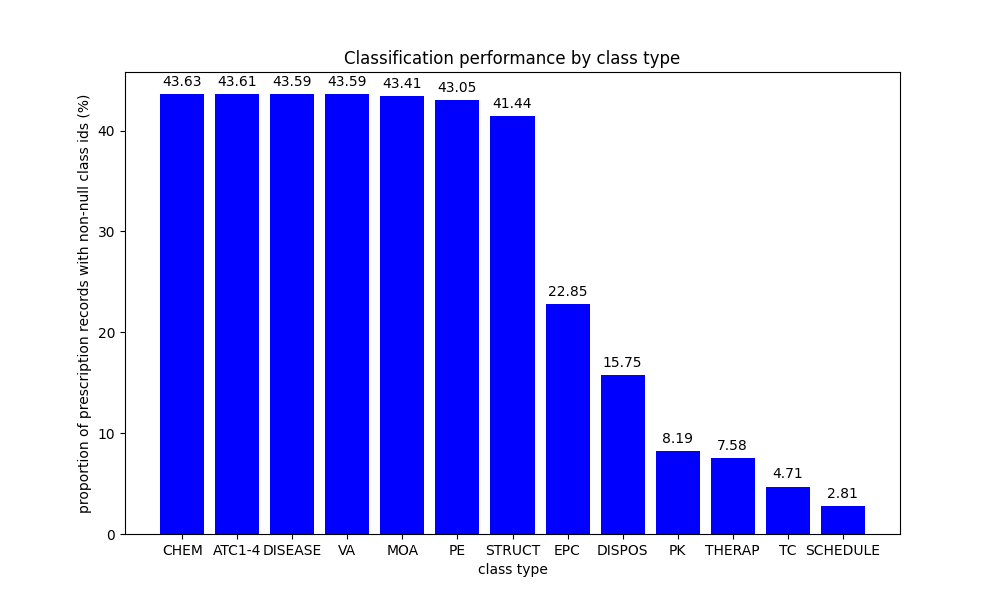 Classification performance by class type
43.63 43.61 43.59 43.59 43.41 43.05 41.44 22.85 15.75 8.19 7.58 4.71 2.81
proportion of prescription records with non-null class ids (%)
40
30
20
10
0
CHEM ATC1-4 DISEASE VA MOA PE STRUCT EPC DISPOS PK THERAP TC SCHEDULE
class type